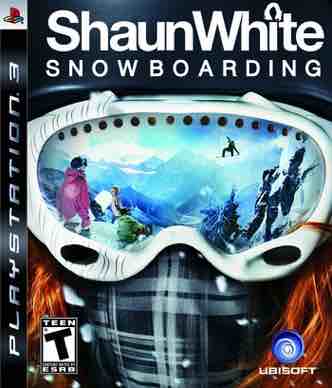 ShaunWhite
SNOWBOARDING
PLAYSTATION 3
TEEN
T
ESRB
UBISOFT